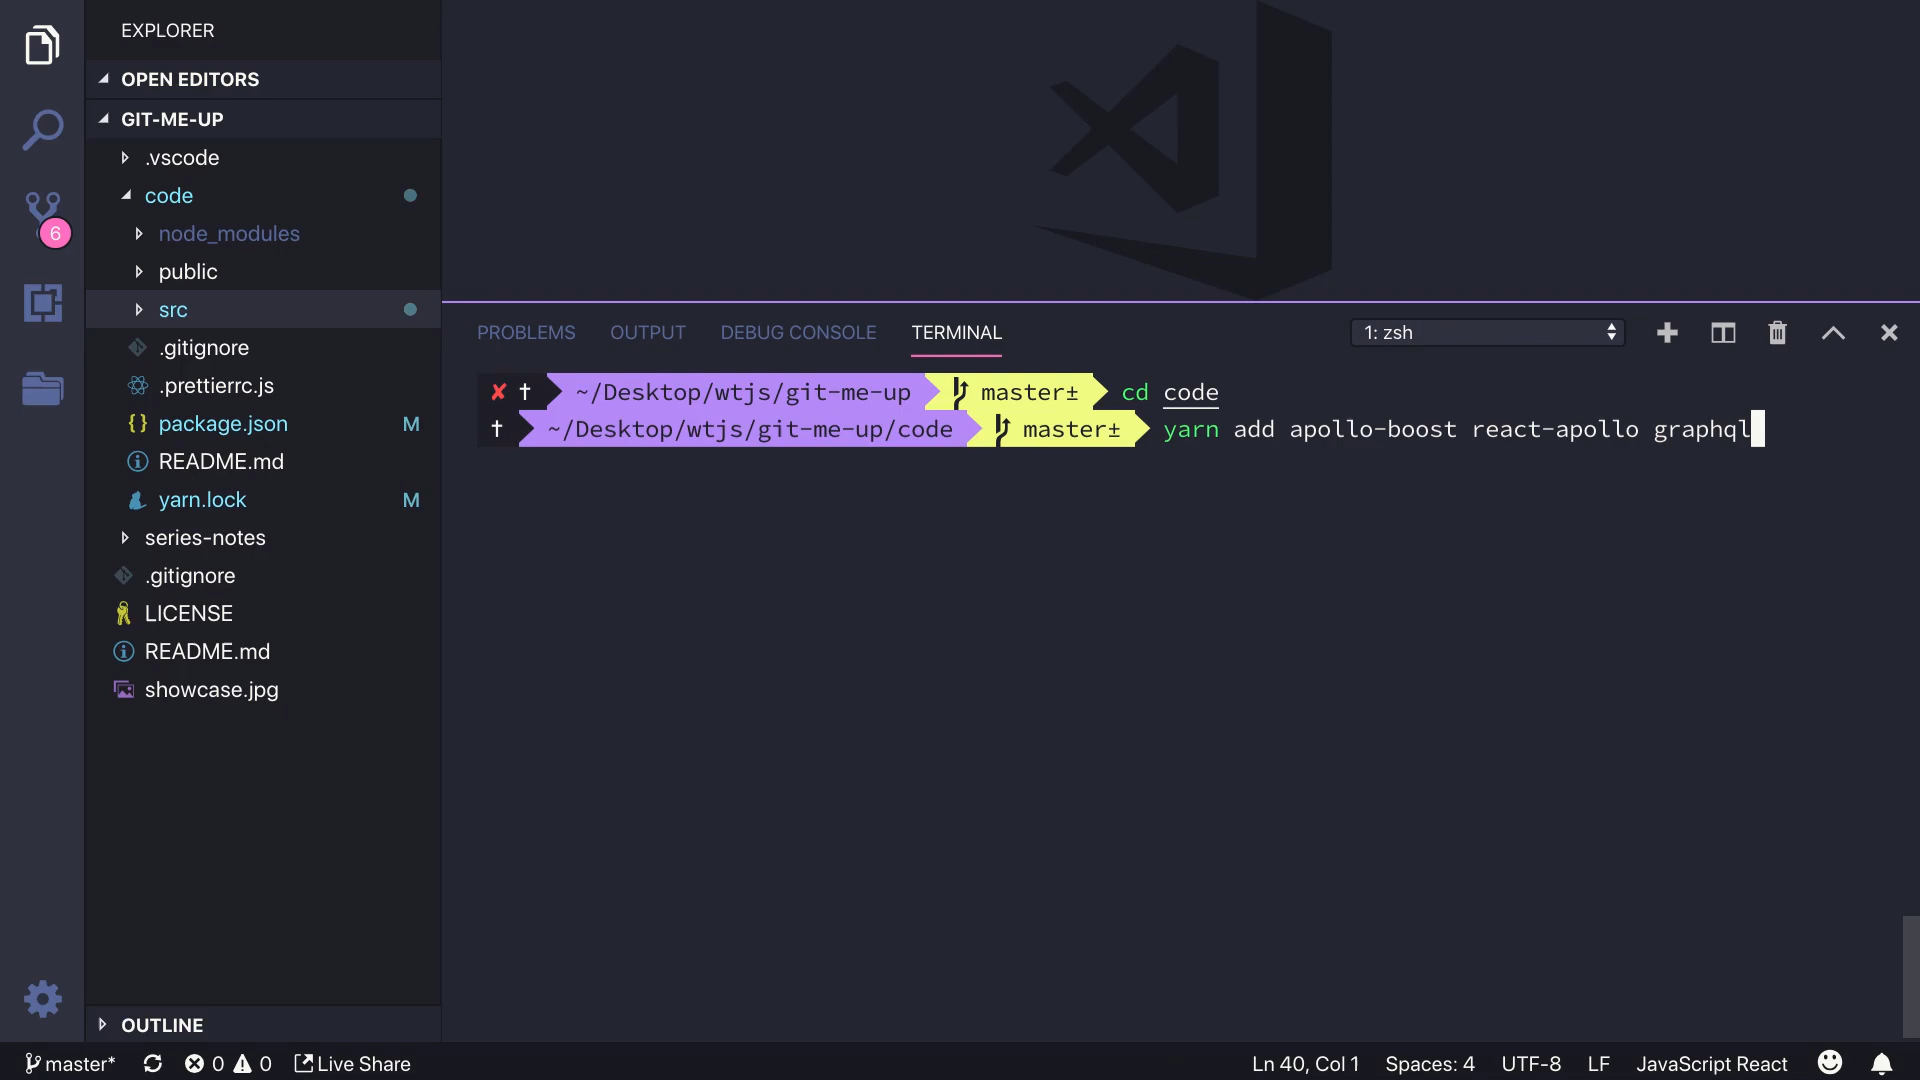 EXPLORER
OPEN EDITORS
GIT-ME-UP
.vscode
code
node_modules
public
src
.gitignore
.prettierrc.js
package.json M
README.md
yarn.lock M
series-notes
.gitignore
LICENSE
README.md
showcase.jpg
OUTLINE
6
PROBLEMS OUTPUT DEBUG CONSOLE TERMINAL 1: zsh
✘ † ~/Desktop/wtjs/git-me-up master± cd code
† ~/Desktop/wtjs/git-me-up/code master± yarn add apollo-boost react-apollo graphql
master* 0 0 Live Share Ln 40, Col 1 Spaces: 4 UTF-8 LF JavaScript React